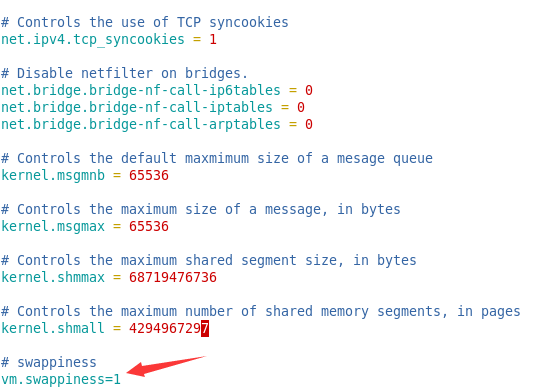 # Controls the use of TCP syncookies
net.ipv4.tcp_syncookies = 1
# Disable netfilter on bridges.
net.bridge.bridge-nf-call-ip6tables = 0
net.bridge.bridge-nf-call-iptables = 0
net.bridge.bridge-nf-call-arptables = 0
# Controls the default maxmimum size of a mesage queue
kernel.msgmnb = 65536
# Controls the maximum size of a message, in bytes
kernel.msgmax = 65536
# Controls the maximum shared segment size, in bytes
kernel.shmmax = 68719476736
# Controls the maximum number of shared memory segments, in pages
kernel.shmall = 4294967297
# swappiness
vm.swappiness=1